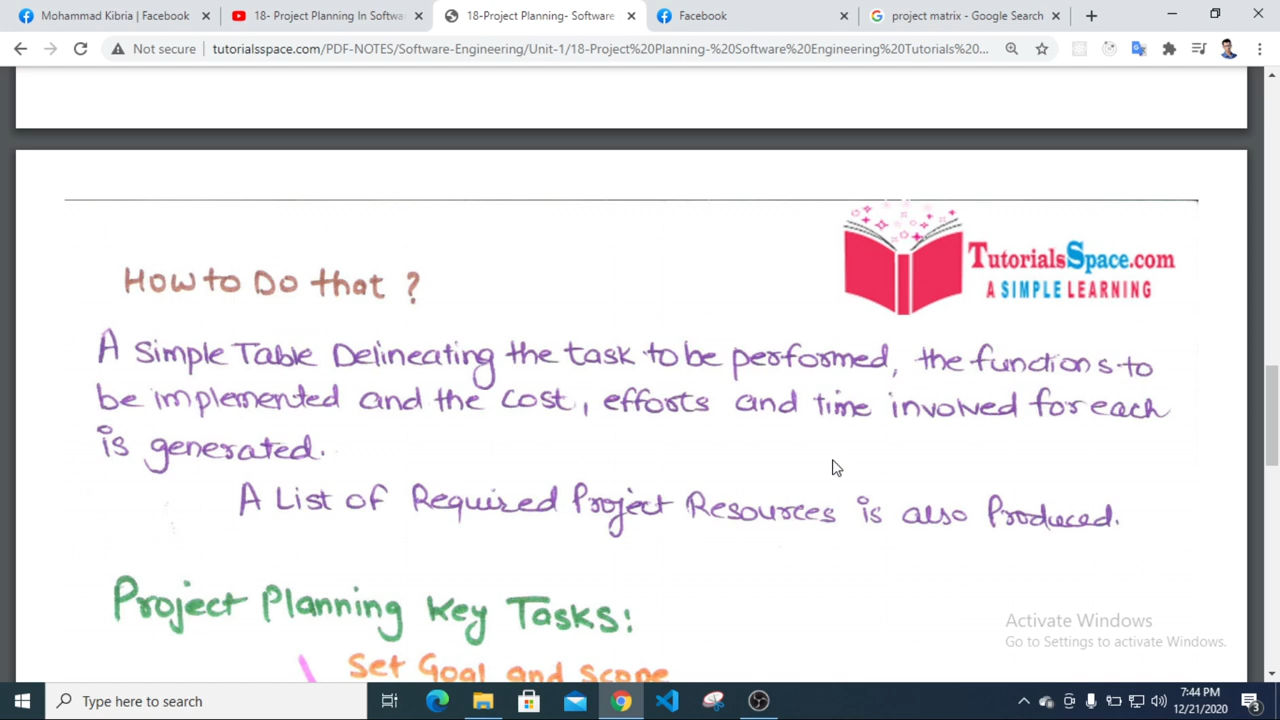 Mohammad Kibria | Facebook
18- Project Planning In Softwa
18-Project Planning- Software
Facebook
project matrix - Google Search
Not secure | tutorialsspace.com/PDF-NOTES/Software-Engineering/Unit-1/18-Project%20Planning-%20Software%20Engineering%20Tutorials%20...
TutorialsSpace.com
A SIMPLE LEARNING
How to Do that ?
A Simple Table Delineating the task to be performed, the functions to
be implemented and the cost, efforts and time involved for each
is generated.
A List of Required Project Resources is also Produced.
Project Planning Key Tasks:
Set Goal and Scope
Activate Windows
Go to Settings to activate Windows.
Type here to search
7:44 PM
12/21/2020
3